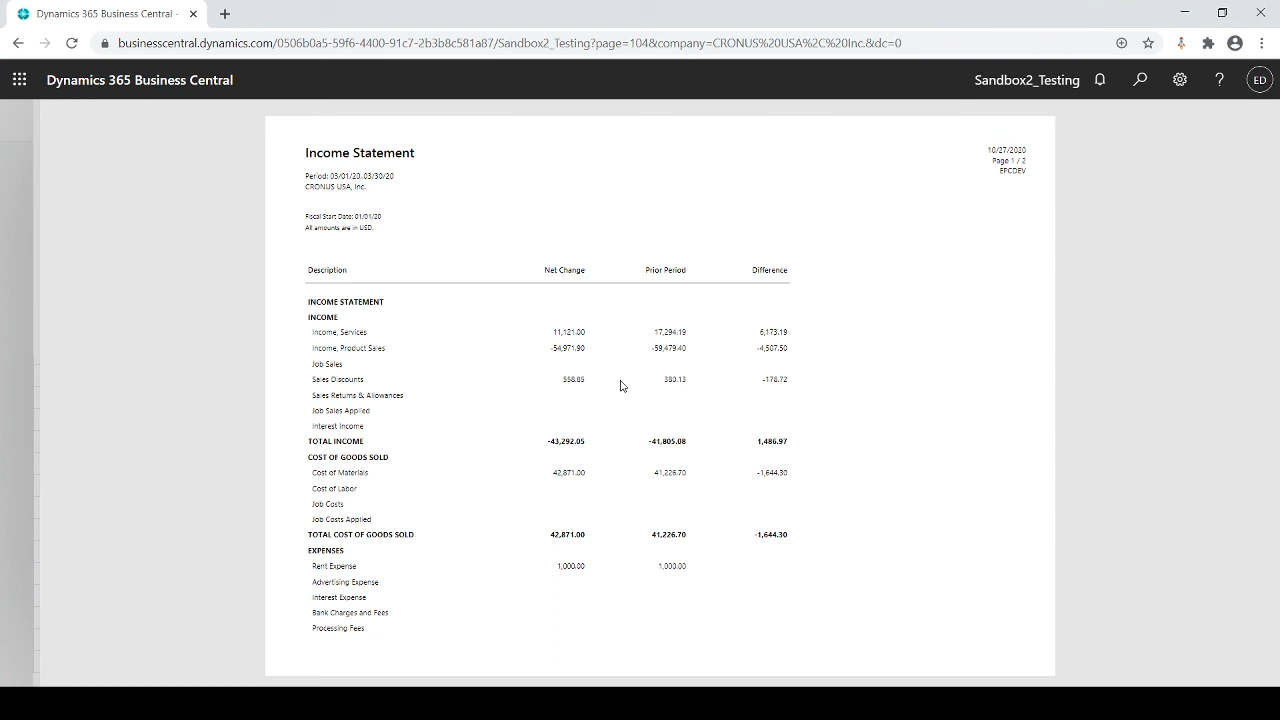 Dynamics 365 Business Central -
businesscentral.dynamics.com/0506b0a5-59f6-4400-91c7-2b3b8c581a87/Sandbox2_Testing?page=104&company=CRONUS%20USA%2C%20Inc.&dc=0
Dynamics 365 Business Central Sandbox2_Testing ? ED
Income Statement 10/27/2020
Page 1 / 2
Period: 03/01/20..03/30/20 EPCDEV
CRONUS USA, Inc.
Fiscal Start Date: 01/01/20
All amounts are in USD.
Description Net Change Prior Period Difference
INCOME STATEMENT
INCOME
Income, Services 11,121.00 17,294.19 6,173.19
Income, Product Sales -54,971.90 -59,479.40 -4,507.50
Job Sales
Sales Discounts 558.85 380.13 -178.72
Sales Returns & Allowances
Job Sales Applied
Interest Income
TOTAL INCOME -43,292.05 -41,805.08 1,486.97
COST OF GOODS SOLD
Cost of Materials 42,871.00 41,226.70 -1,644.30
Cost of Labor
Job Costs
Job Costs Applied
TOTAL COST OF GOODS SOLD 42,871.00 41,226.70 -1,644.30
EXPENSES
Rent Expense 1,000.00 1,000.00
Advertising Expense
Interest Expense
Bank Charges and Fees
Processing Fees